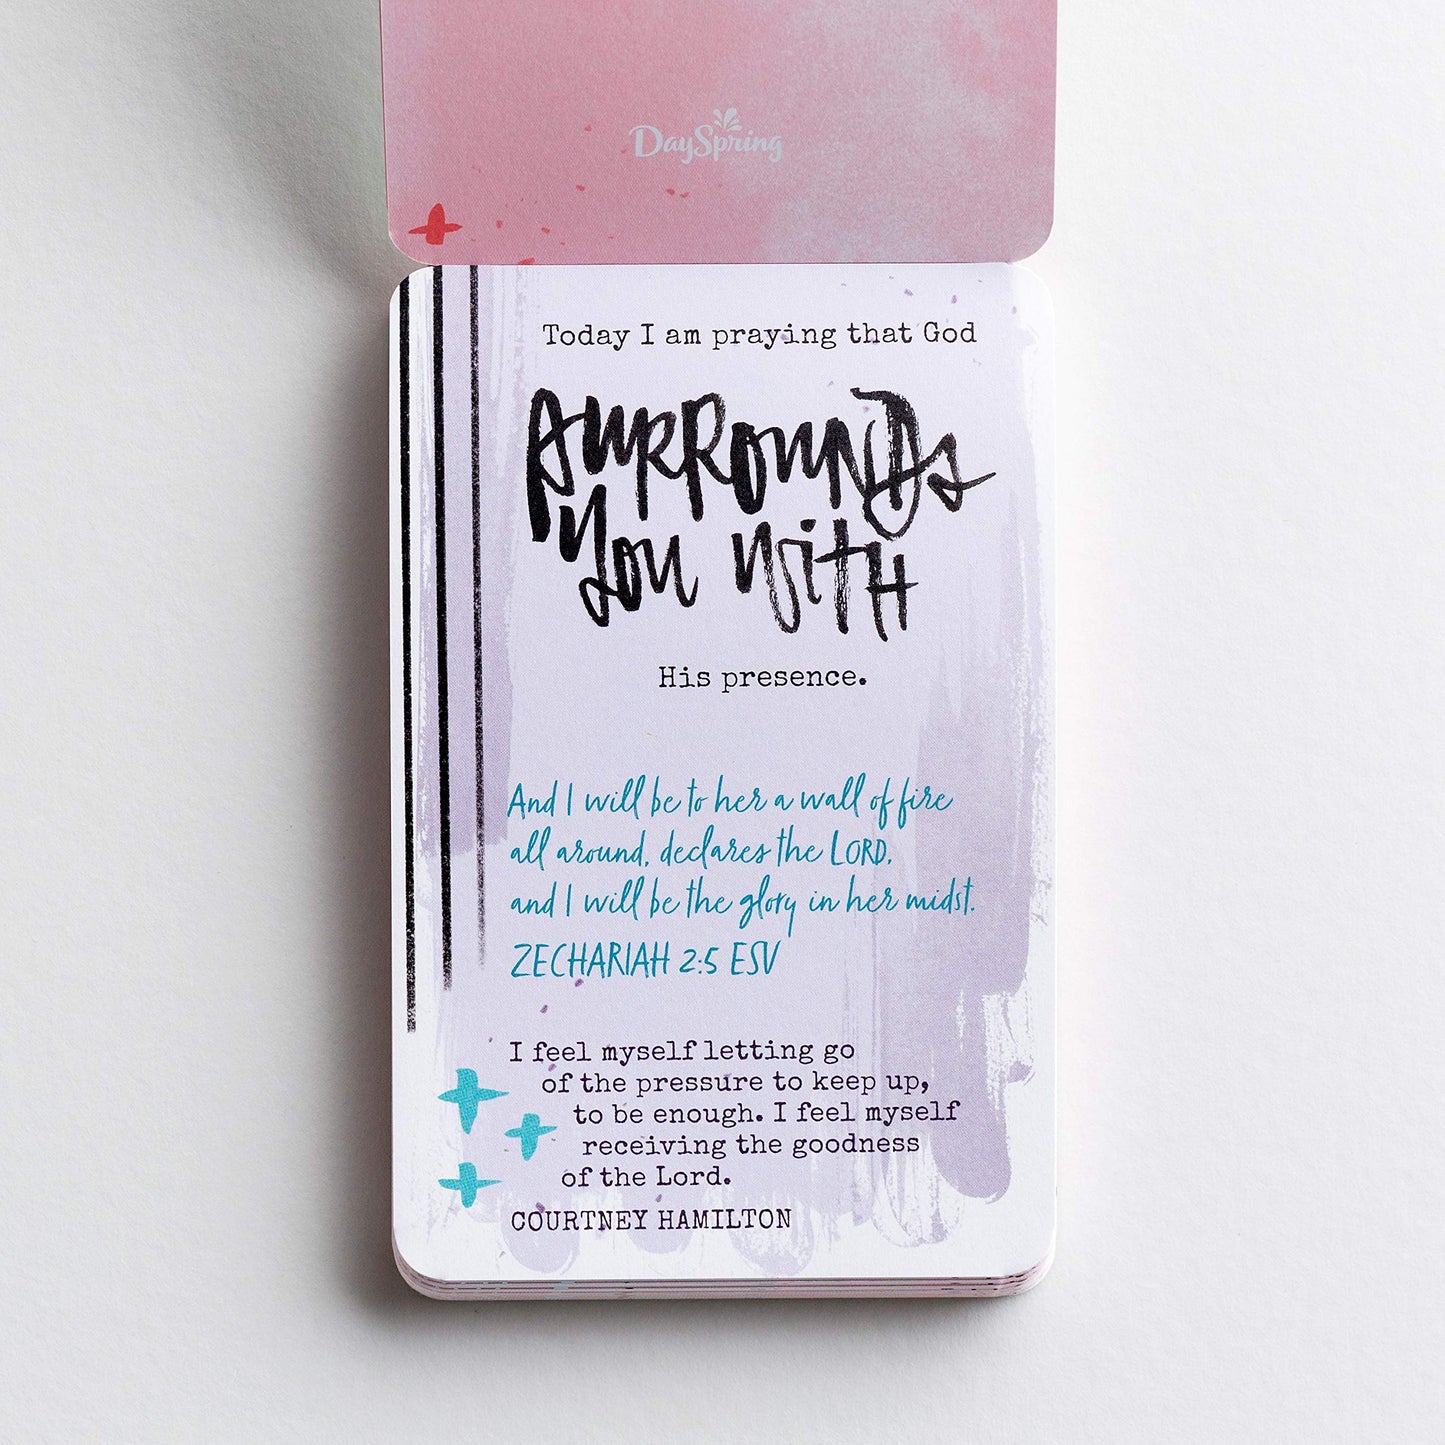 DaySpring
Today I am praying that God
SURROUNDS
YOU WITH
His presence.
And I will be to her a wall of fire
all around, declares the LORD,
and I will be the glory in her midst.
ZECHARIAH 2:5 ESV
I feel myself letting go
of the pressure to keep up,
to be enough. I feel myself
receiving the goodness
of the Lord.
COURTNEY HAMILTON